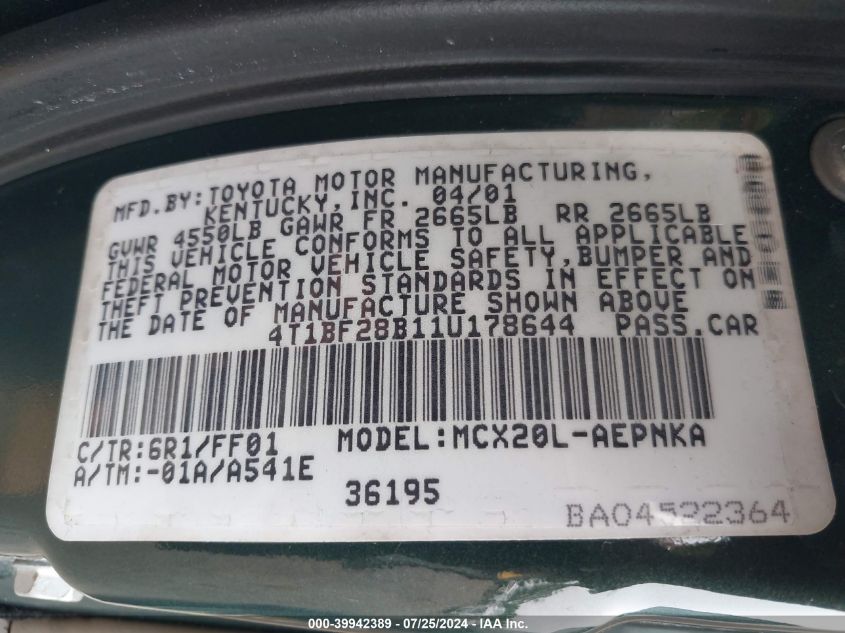 MFD.BY:TOYOTA MOTOR MANUFACTURING,
KENTUCKY,INC. 04/01
GVWR 4550LB GAWR FR 2665LB RR 2665LB
THIS VEHICLE CONFORMS TO ALL APPLICABLE
FEDERAL MOTOR VEHICLE SAFETY,BUMPER AND
THEFT PREVENTION STANDARDS IN EFFECT ON
THE DATE OF MANUFACTURE SHOWN ABOVE
4T1BF28B11U178644 PASS.CAR
C/TR:6R1/FF01 MODEL:MCX20L-AEPNKA
A/TM:-01A/A541E
36195
BA04522364
000-39942389 | 07/25/2024 - US.IAAI.COM